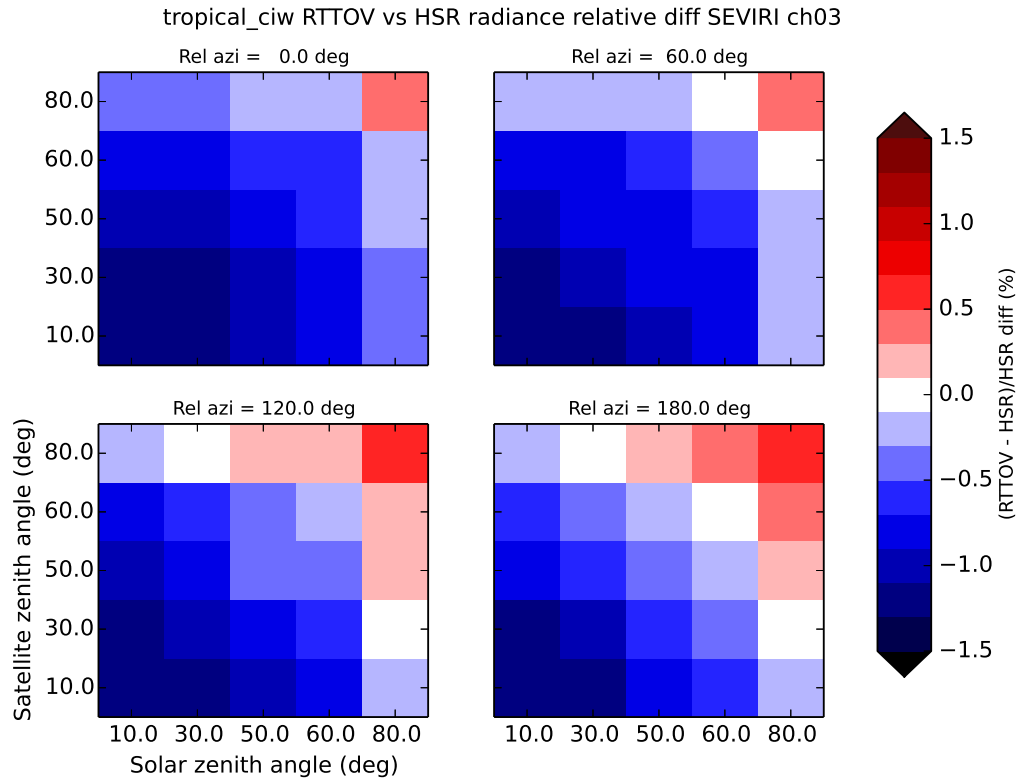 tropical_ciw RTTOV vs HSR radiance relative diff SEVIRI ch03
Rel azi = 0.0 deg
80.0
60.0
50.0
30.0
10.0
Rel azi = 60.0 deg
Rel azi = 120.0 deg
80.0
60.0
50.0
30.0
10.0
Satellite zenith angle (deg)
10.0 30.0 50.0 60.0 80.0
Solar zenith angle (deg)
Rel azi = 180.0 deg
10.0 30.0 50.0 60.0 80.0
1.5
1.0
0.5
0.0
−0.5
−1.0
−1.5
(RTTOV - HSR)/HSR diff (%)